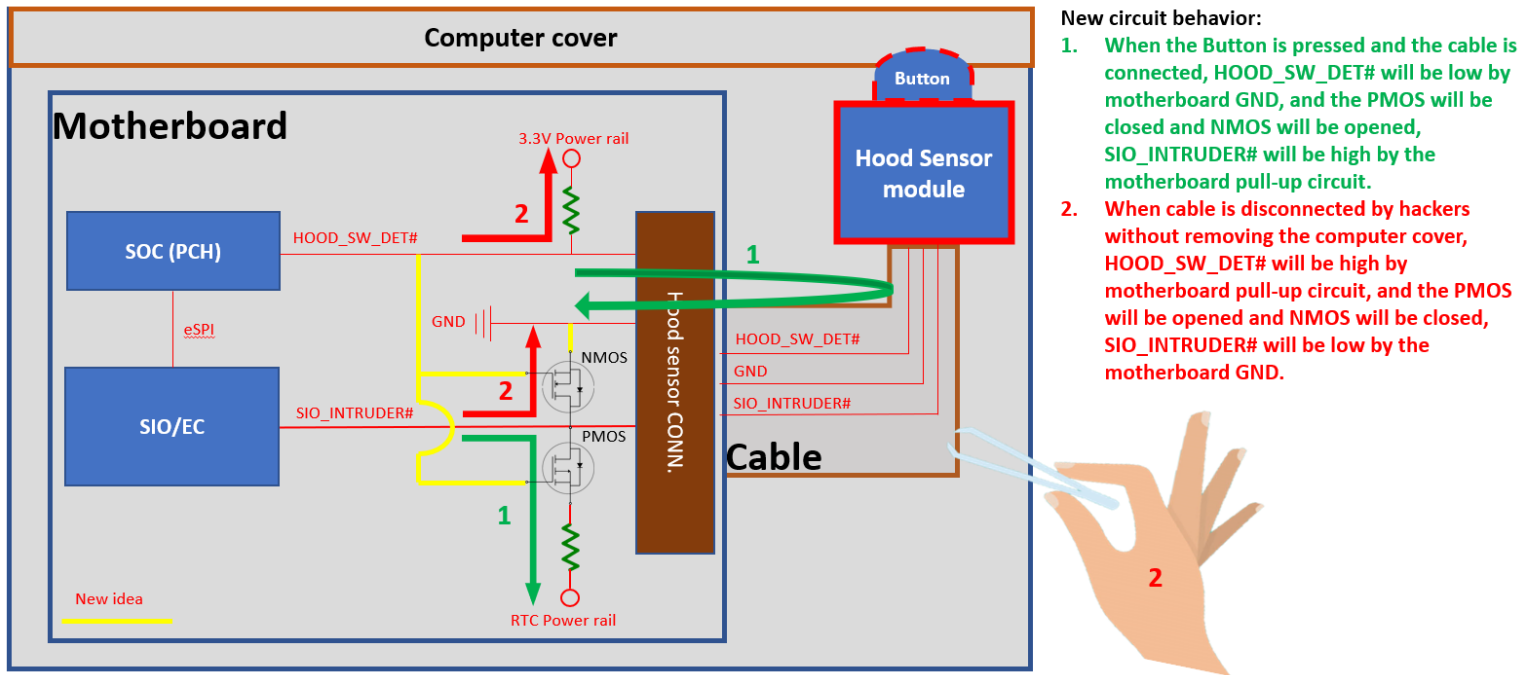 Computer cover
New circuit behavior:
1. When the Button is pressed and the cable is
connected, HOOD_SW_DET# will be low by
motherboard GND, and the PMOS will be
closed and NMOS will be opened,
SIO_INTRUDER# will be high by the
motherboard pull-up circuit.
2. When cable is disconnected by hackers
without removing the computer cover,
HOOD_SW_DET# will be high by
motherboard pull-up circuit, and the PMOS
will be opened and NMOS will be closed,
SIO_INTRUDER# will be low by the
motherboard GND.
Button
Hood Sensor
module
Motherboard
3.3V Power rail
2
SOC (PCH)
HOOD_SW_DET#
1
eSPI
GND
NMOS
2
SIO/EC
SIO_INTRUDER#
PMOS
1
Hood sensor CONN.
HOOD_SW_DET#
GND
SIO_INTRUDER#
Cable
New idea
RTC Power rail
2